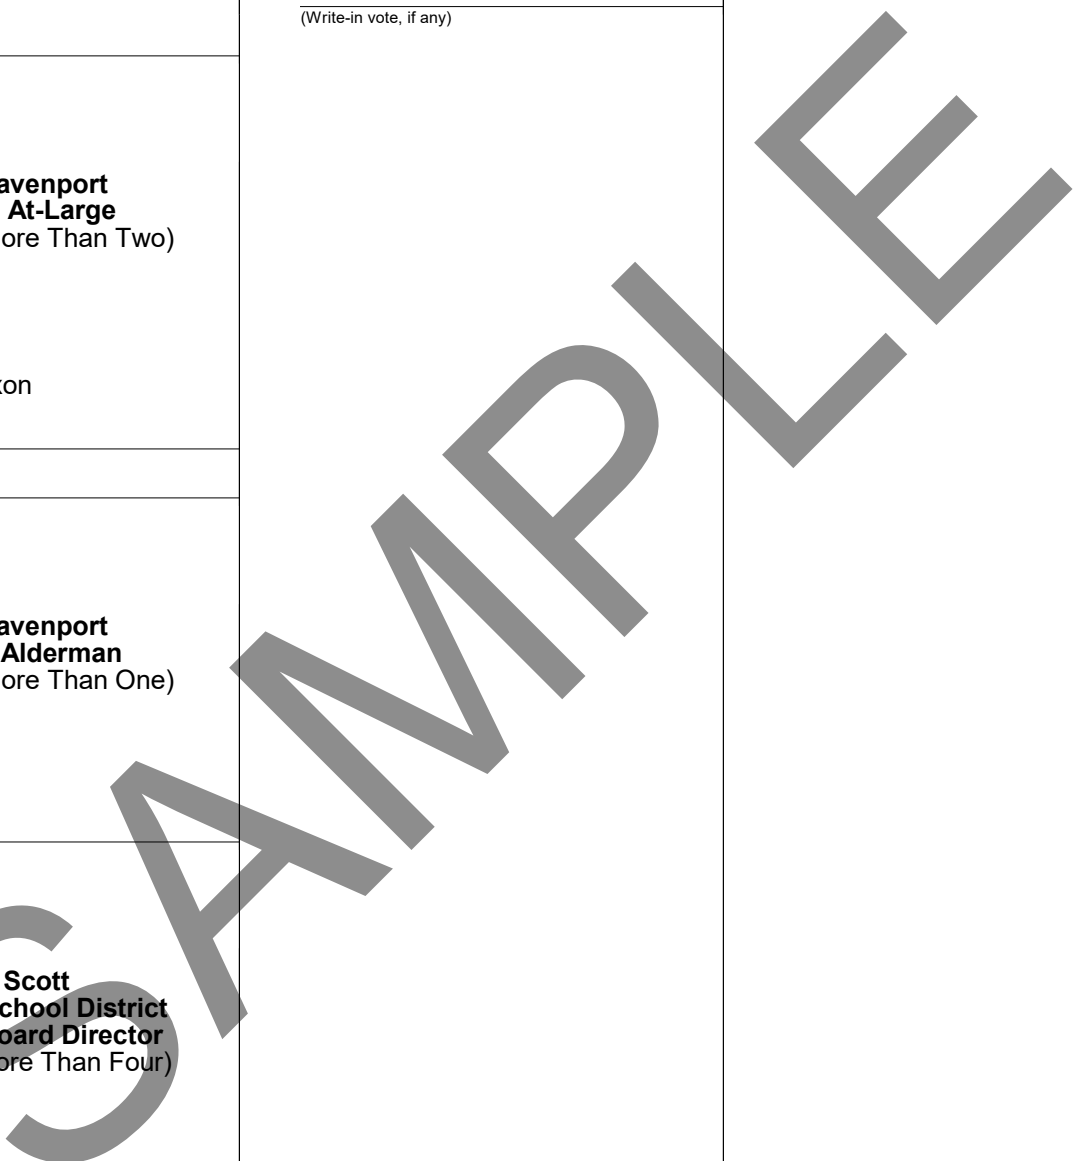 (Write-in vote, if any)
avenport
At-Large
ore Than Two)
xon
avenport
Alderman
ore Than One)
Scott
chool District
oard Director
ore Than Four)
SAMPLE